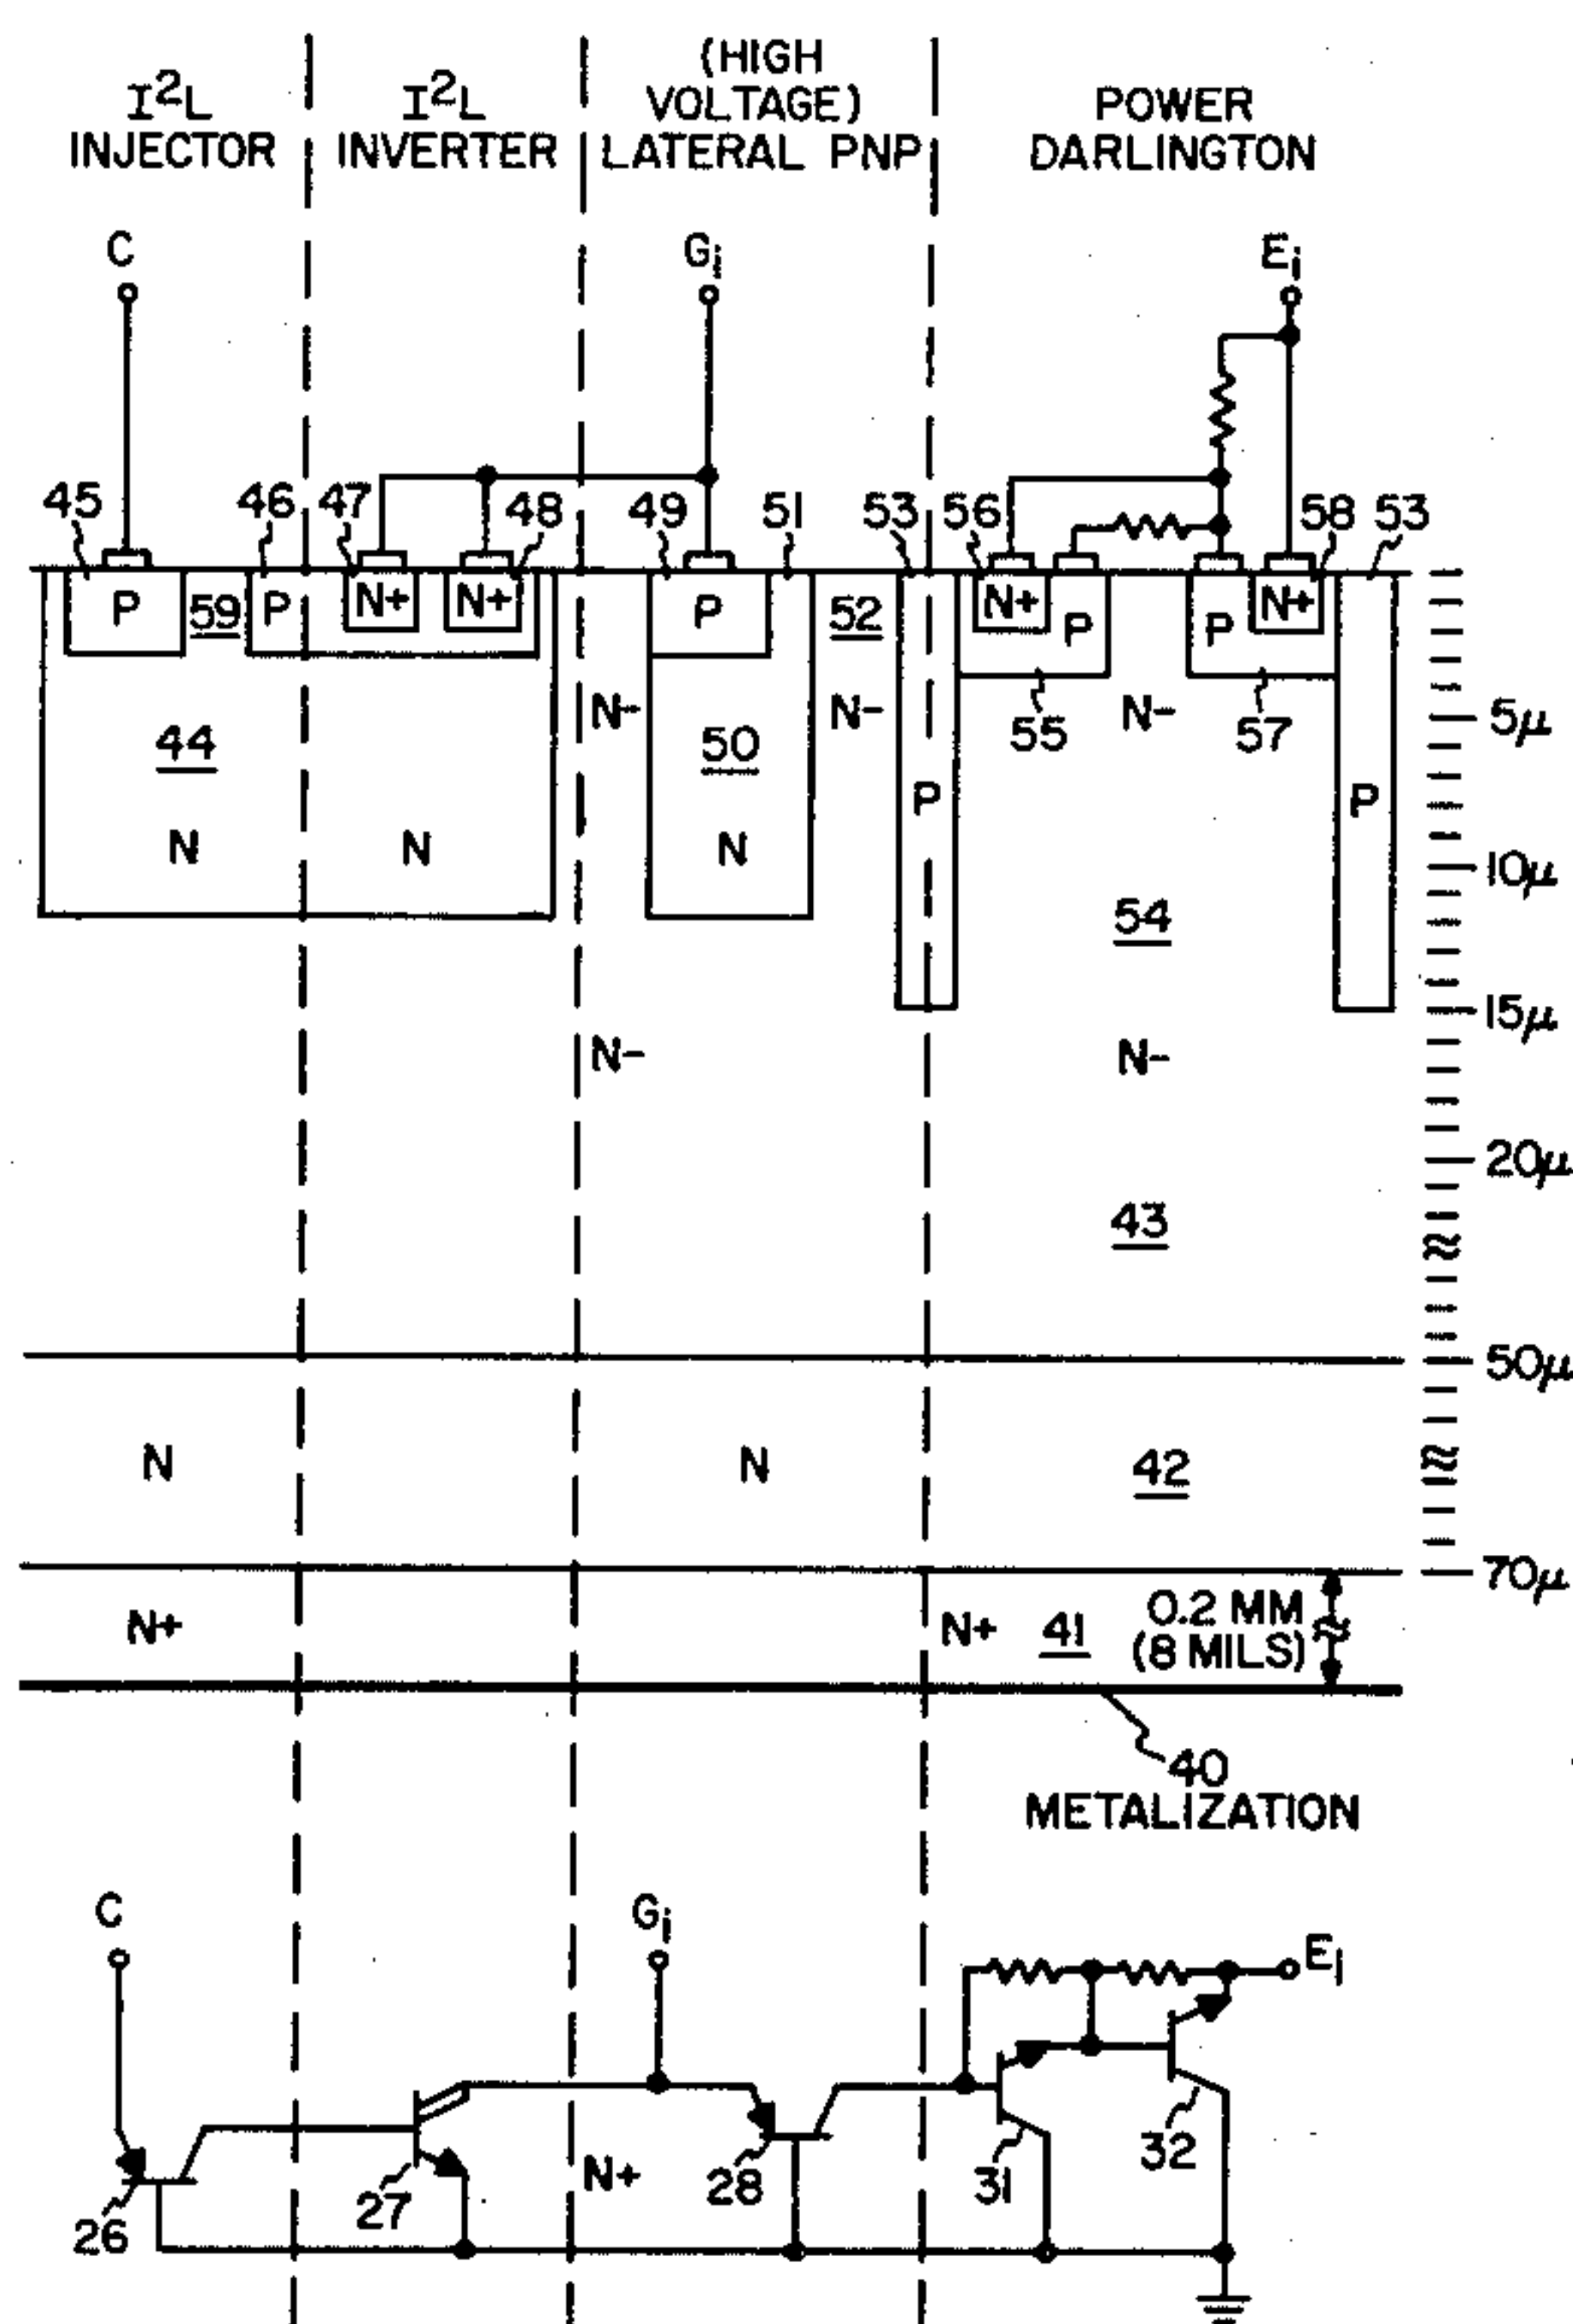 I²L
INJECTOR
I²L
INVERTER
(HIGH
VOLTAGE)
LATERAL PNP
POWER
DARLINGTON
C
Gi
Ei
45
46
47
48
49
51
53
56
58
53
P
59
P
N+
N+
P
52
N+
P
P
N+
44
N-
50
N-
55
N-
57
5μ
N
N
N
P
P
10μ
54
15μ
N-
N-
20μ
43
50μ
N
N
42
70μ
N+
N+
41
0.2 MM
(8 MILS)
40
METALIZATION
C
Gi
Ei
26
27
N+
28
31
32